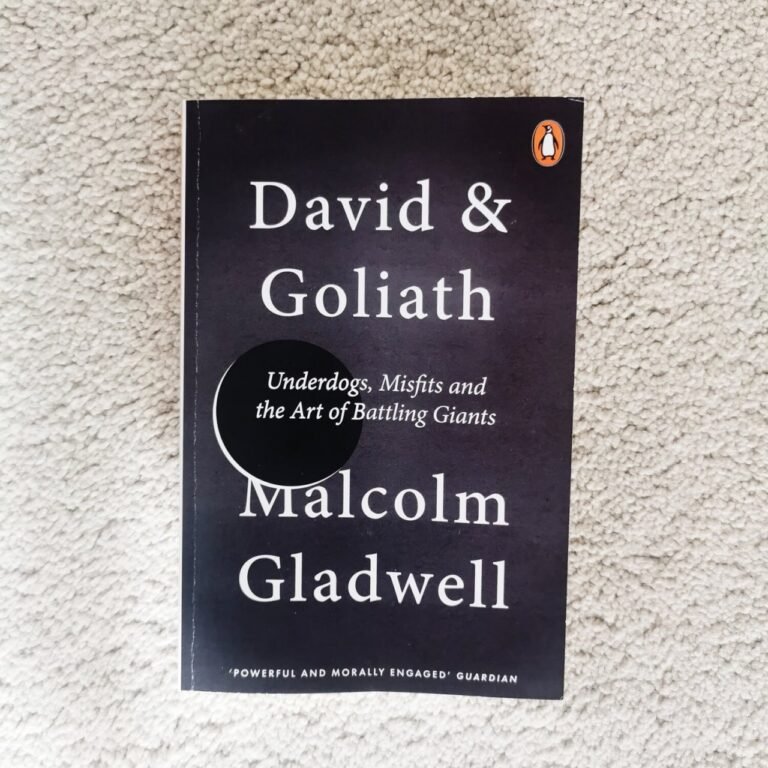 David &
Goliath
Underdogs, Misfits and
the Art of Battling Giants
Malcolm
Gladwell
'POWERFUL AND MORALLY ENGAGED' GUARDIAN